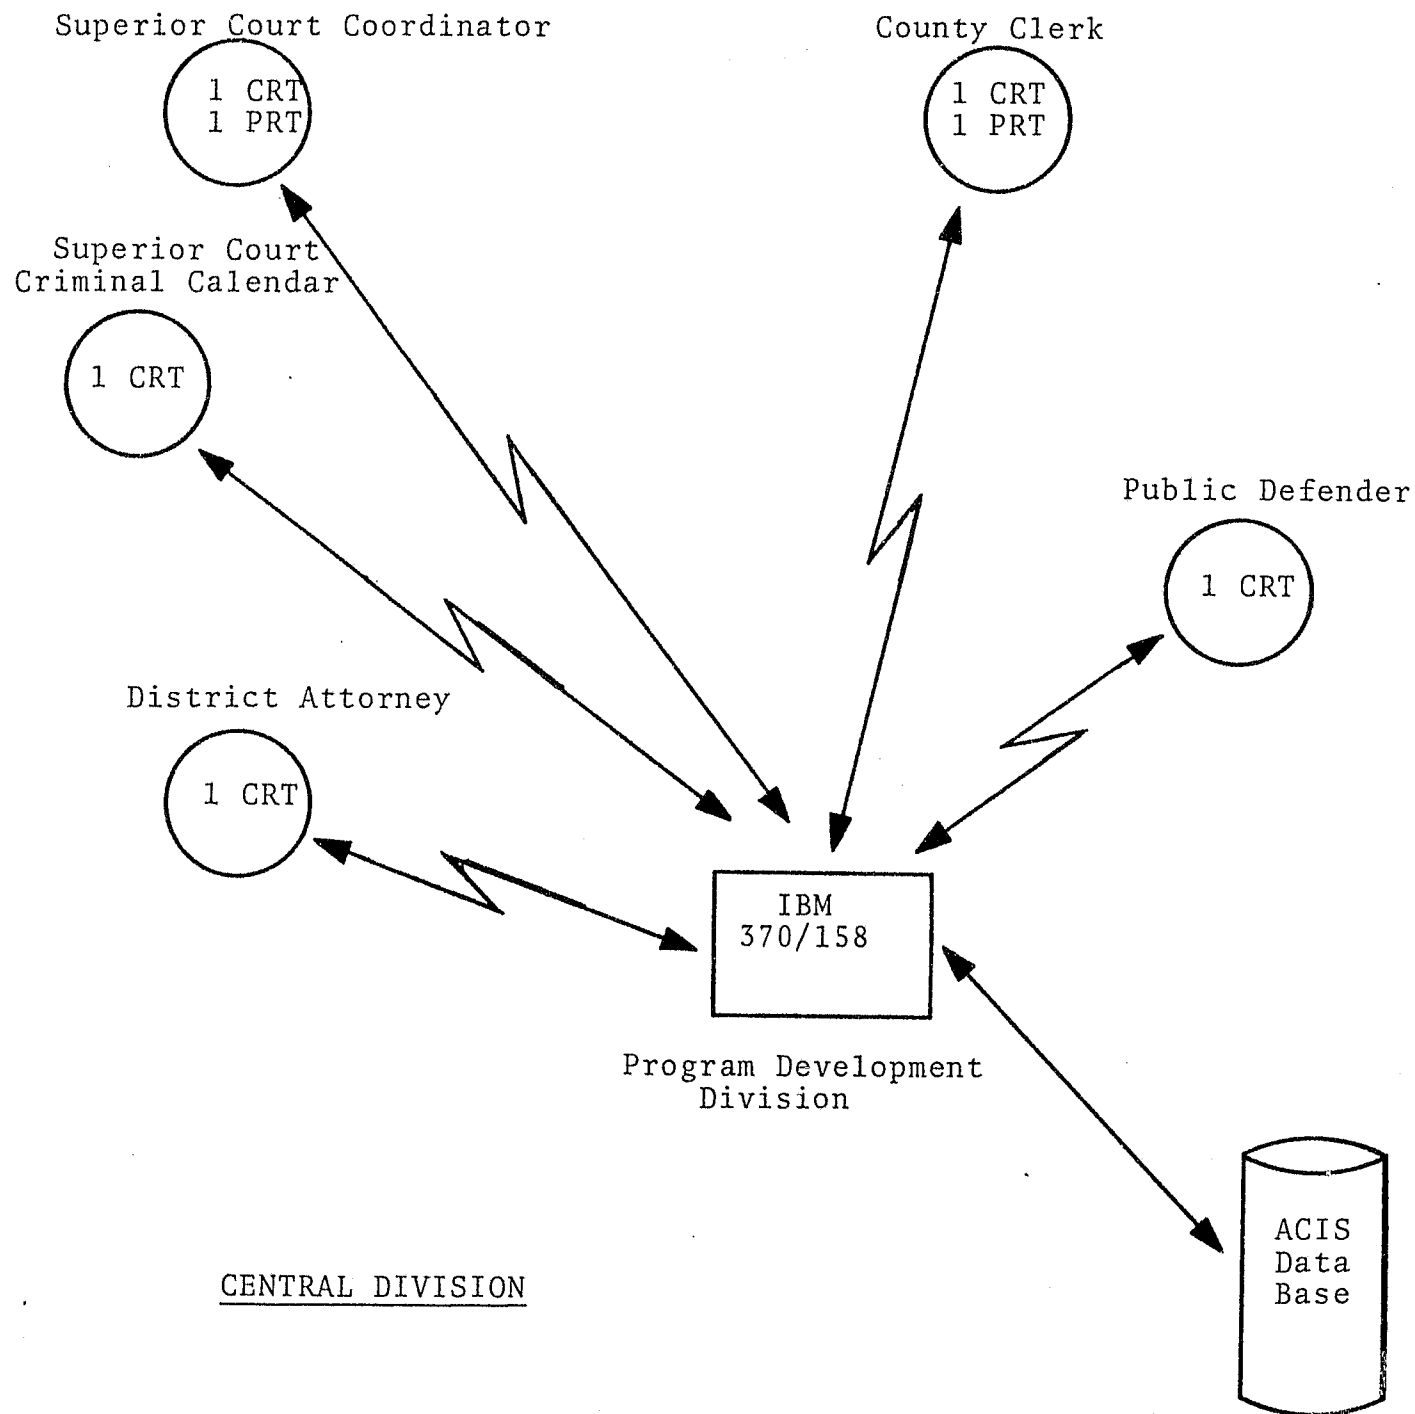 Superior Court Coordinator
1 CRT
1 PRT
County Clerk
1 CRT
1 PRT
Superior Court
Criminal Calendar
1 CRT
Public Defender
1 CRT
District Attorney
1 CRT
IBM
370/158
Program Development
Division
ACIS
Data
Base
CENTRAL DIVISION